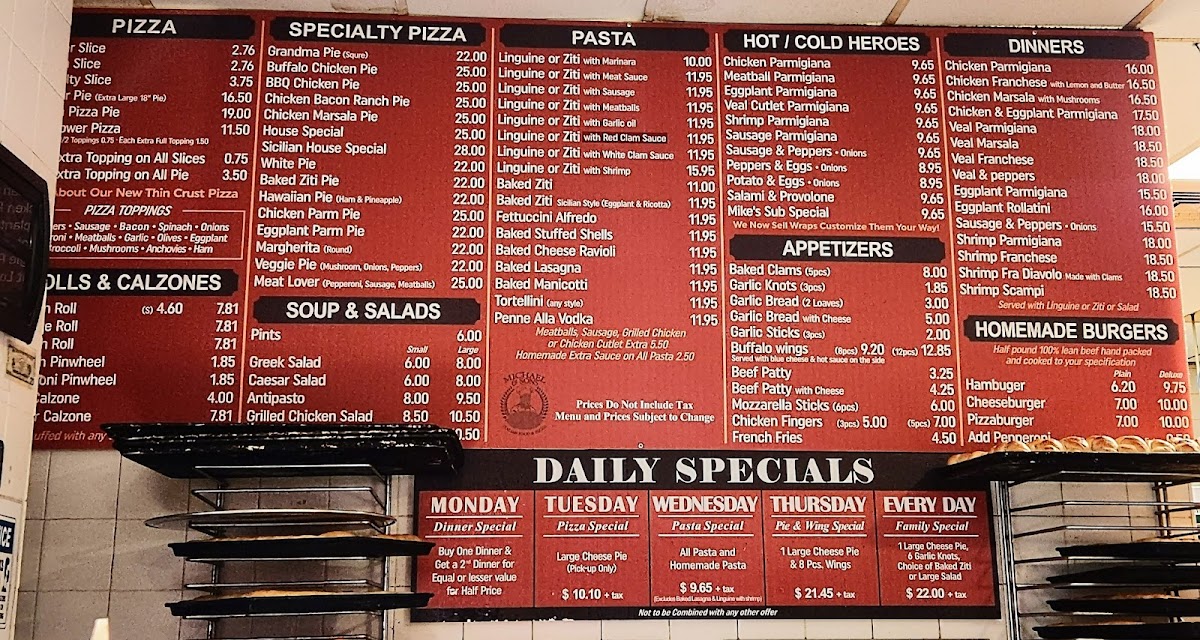 PIZZA
Slice 2.76
Slice 2.76
Slice 3.75
Pie (Extra Large 18" Pie) 16.50
Pizza Pie 19.00
Pizza 11.50
1/2 Toppings 0.75 · Each Extra Full Topping 1.50
Extra Topping on All Slices 0.75
Extra Topping on All Pie 3.50
About Our New Thin Crust Pizza
PIZZA TOPPINGS
• Sausage • Bacon • Spinach • Onions
• Meatballs • Garlic • Olives • Eggplant
• Mushrooms • Anchovies • Ham
& CALZONES
Roll (S) 4.60 7.81
Roll 7.81
Roll 7.81
Pinwheel 1.85
Pinwheel 1.85
Calzone 4.00
Calzone 7.81
with any
SPECIALTY PIZZA
Grandma Pie (Squre) 22.00
Buffalo Chicken Pie 25.00
BBQ Chicken Pie 25.00
Chicken Bacon Ranch Pie 25.00
Chicken Marsala Pie 25.00
House Special 25.00
Sicilian House Special 28.00
White Pie 22.00
Baked Ziti Pie 22.00
Hawaiian Pie (Ham & Pineapple) 22.00
Chicken Parm Pie 25.00
Eggplant Parm Pie 22.00
Margherita (Round) 22.00
Veggie Pie (Mushroom, Onions, Peppers) 22.00
Meat Lover (Pepperoni, Sausage, Meatballs) 25.00
SOUP & SALADS
Pints 6.00
Small Large
Greek Salad 6.00 8.00
Caesar Salad 6.00 8.00
Antipasto 8.00 9.50
Grilled Chicken Salad 8.50 10.50
PASTA
Linguine or Ziti with Marinara 10.00
Linguine or Ziti with Meat Sauce 11.95
Linguine or Ziti with Sausage 11.95
Linguine or Ziti with Meatballs 11.95
Linguine or Ziti with Garlic oil 11.95
Linguine or Ziti with Red Clam Sauce 11.95
Linguine or Ziti with White Clam Sauce 11.95
Linguine or Ziti with Shrimp 15.95
Baked Ziti 11.00
Baked Ziti Sicilian Style (Eggplant & Ricotta) 11.95
Fettuccini Alfredo 11.95
Baked Stuffed Shells 11.95
Baked Cheese Ravioli 11.95
Baked Lasagna 11.95
Baked Manicotti 11.95
Tortellini (any style) 11.95
Penne Alla Vodka 11.95
Meatballs, Sausage, Grilled Chicken
or Chicken Cutlet Extra 5.50
Homemade Extra Sauce on All Pasta 2.50
MICHAEL
Prices Do Not Include Tax
Menu and Prices Subject to Change
HOT / COLD HEROES
Chicken Parmigiana 9.65
Meatball Parmigiana 9.65
Eggplant Parmigiana 9.65
Veal Cutlet Parmigiana 9.65
Shrimp Parmigiana 9.65
Sausage Parmigiana 9.65
Sausage & Peppers • Onions 9.65
Peppers & Eggs • Onions 8.95
Potato & Eggs • Onions 8.95
Salami & Provolone 9.65
Mike's Sub Special 9.65
We Now Sell Wraps Customize Them Your Way!
APPETIZERS
Baked Clams (5pcs) 8.00
Garlic Knots (3pcs) 1.85
Garlic Bread (2 Loaves) 3.00
Garlic Bread with Cheese 5.00
Garlic Sticks (3pcs) 2.00
Buffalo wings (8pcs) 9.20 (12pcs) 12.85
Served with blue cheese & hot sauce on the side
Beef Patty 3.25
Beef Patty with Cheese 4.25
Mozzarella Sticks (6pcs) 6.00
Chicken Fingers (3pcs) 5.00 (5pcs) 7.00
French Fries 4.50
DINNERS
Chicken Parmigiana 16.00
Chicken Franchese with Lemon and Butter 16.50
Chicken Marsala with Mushrooms 16.50
Chicken & Eggplant Parmigiana 17.50
Veal Parmigiana 18.00
Veal Marsala 18.50
Veal Franchese 18.50
Veal & peppers 18.00
Eggplant Parmigiana 15.50
Eggplant Rollatini 16.00
Sausage & Peppers • Onions 15.50
Shrimp Parmigiana 18.00
Shrimp Franchese 18.50
Shrimp Fra Diavolo Made with Clams 18.50
Shrimp Scampi 18.50
Served with Linguine or Ziti or Salad
HOMEMADE BURGERS
Half pound 100% lean beef hand packed
and cooked to your specification
Plain Deluxe
Hambuger 6.20 9.75
Cheeseburger 7.00 10.00
Pizzaburger 7.00 10.00
Add Pepperoni 0.50
DAILY SPECIALS
MONDAY
Dinner Special
Buy One Dinner &
Get a 2nd Dinner for
Equal or lesser value
for Half Price
TUESDAY
Pizza Special
Large Cheese Pie
(Pick-up Only)
$ 10.10 + tax
WEDNESDAY
Pasta Special
All Pasta and
Homemade Pasta
$ 9.65 + tax
(Excludes Baked Lasagna & Linguine with shrimp)
THURSDAY
Pie & Wing Special
1 Large Cheese Pie
& 8 Pcs. Wings
$ 21.45 + tax
EVERY DAY
Family Special
1 Large Cheese Pie,
6 Garlic Knots,
Choice of Baked Ziti
or Large Salad
$ 22.00 + tax
Not to be Combined with any other offer